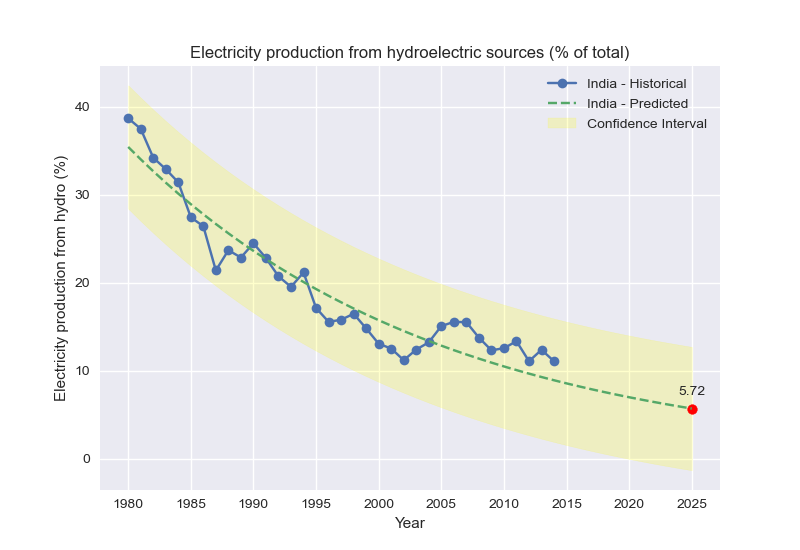 Electricity production from hydroelectric sources (% of total)
India - Historical
India - Predicted
Confidence Interval
Electricity production from hydro (%)
40
30
20
10
0
5.72
1980 1985 1990 1995 2000 2005 2010 2015 2020 2025
Year